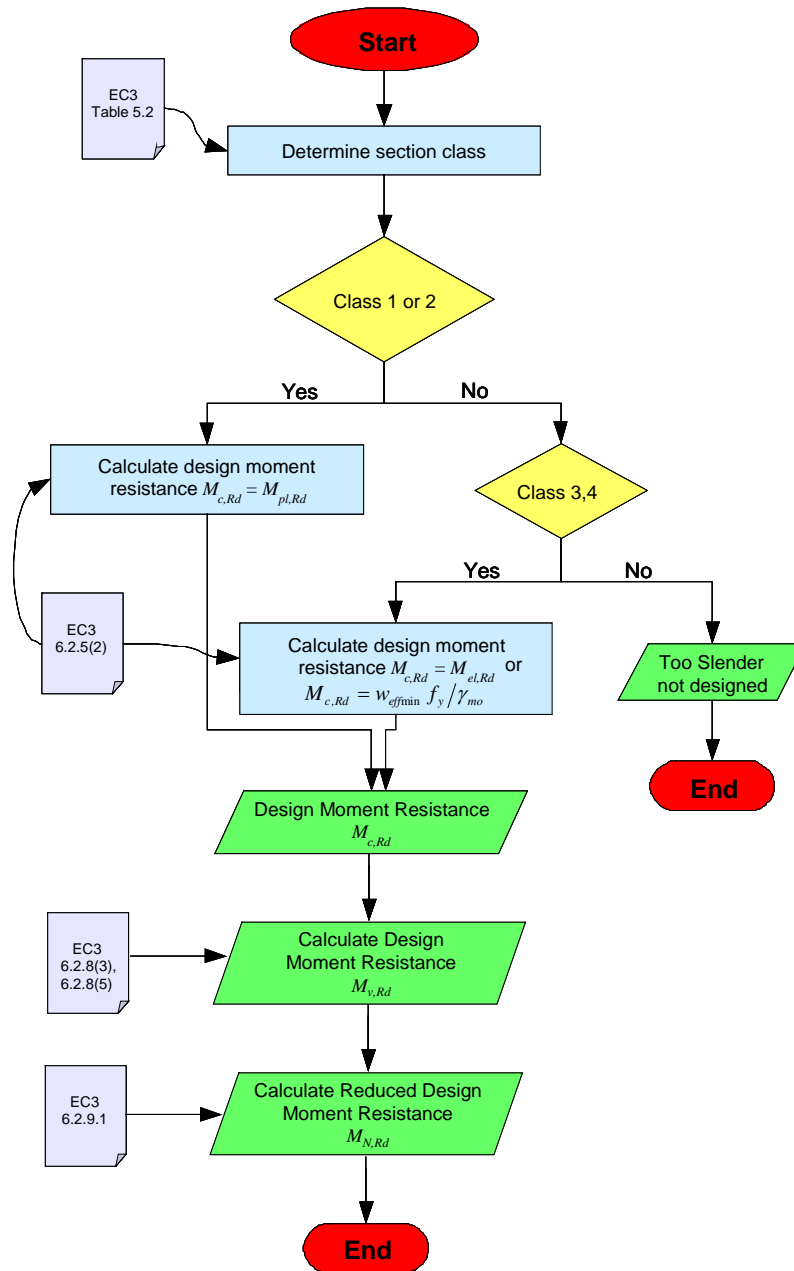 Start
EC3
Table 5.2
Determine section class
Class 1 or 2
Yes
No
Calculate design moment
resistance M_{c,Rd} = M_{pl,Rd}
Class 3,4
Yes
No
EC3
6.2.5(2)
Calculate design moment
resistance M_{c,Rd} = M_{el,Rd} or
M_{c,Rd} = w_{effmin} f_y / γ_{mo}
Too Slender
not designed
End
Design Moment Resistance
M_{c,Rd}
EC3
6.2.8(3),
6.2.8(5)
Calculate Design
Moment Resistance
M_{v,Rd}
EC3
6.2.9.1
Calculate Reduced Design
Moment Resistance
M_{N,Rd}
End